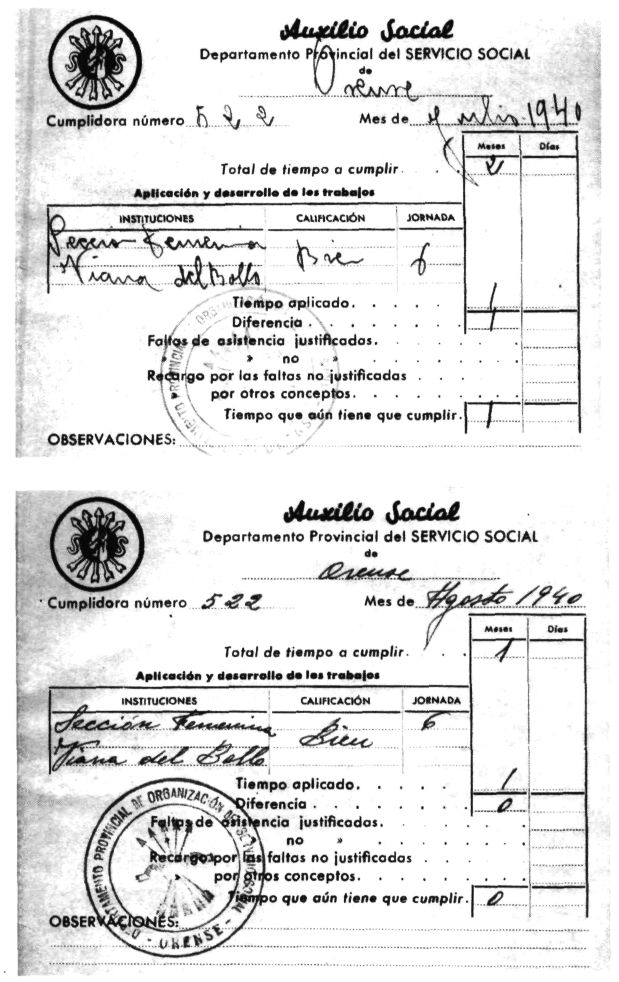 Auxilio Social
Departamento Provincial del SERVICIO SOCIAL
de
Orense
Cumplidora número 522 Mes de Julio 1940
Meses Días
Total de tiempo a cumplir. 2
Aplicación y desarrollo de los trabajos
INSTITUCIONES CALIFICACIÓN JORNADA
Sección Femenina Bien 6
Viana del Bollo
Tiempo aplicado. 1
Diferencia 1
Faltas de asistencia justificadas.
» no »
Recargo por las faltas no justificadas
por otros conceptos.
Tiempo que aún tiene que cumplir. 1
OBSERVACIONES:
Auxilio Social
Departamento Provincial del SERVICIO SOCIAL
de
Orense
Cumplidora número 522 Mes de Agosto 1940
Meses Días
Total de tiempo a cumplir. 1
Aplicación y desarrollo de los trabajos
INSTITUCIONES CALIFICACIÓN JORNADA
Sección Femenina Bien 6
Viana del Bollo
Tiempo aplicado. 1
Diferencia 0
Faltas de asistencia justificadas.
no »
Recargo por las faltas no justificadas
por otros conceptos.
Tiempo que aún tiene que cumplir. 0
OBSERVACIONES:
DEPARTAMENTO PROVINCIAL DE ORGANIZACIÓN DEL SERVICIO SOCIAL
- ORENSE -